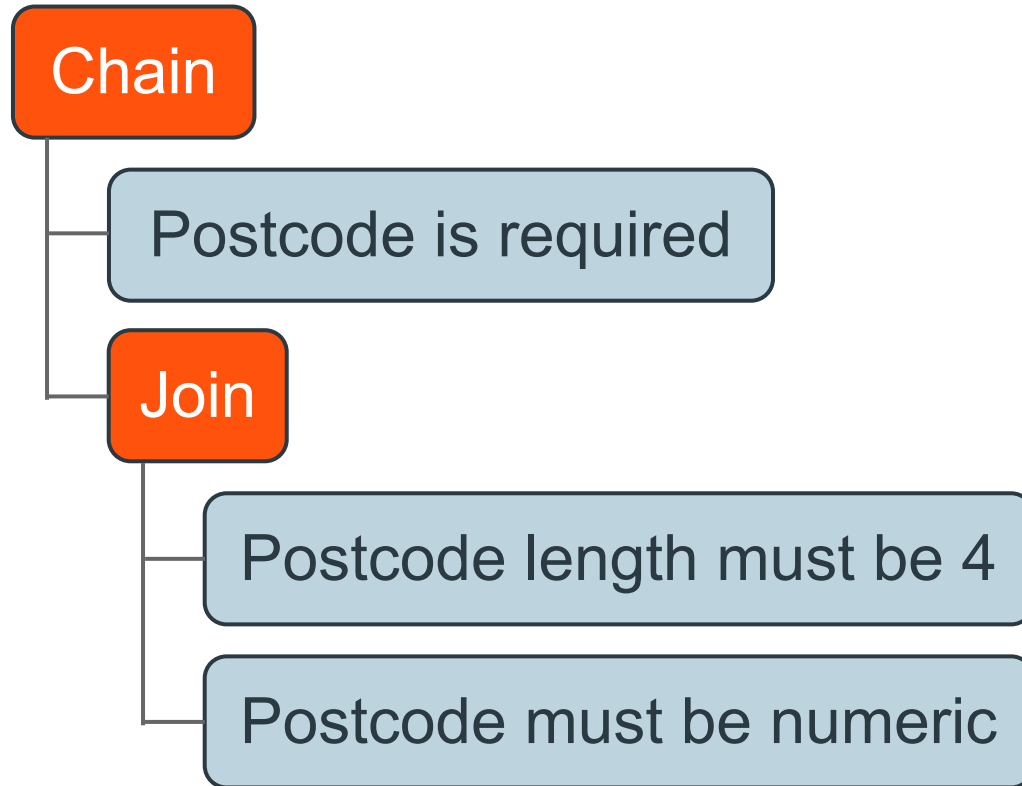 Chain
Postcode is required
Join
Postcode length must be 4
Postcode must be numeric